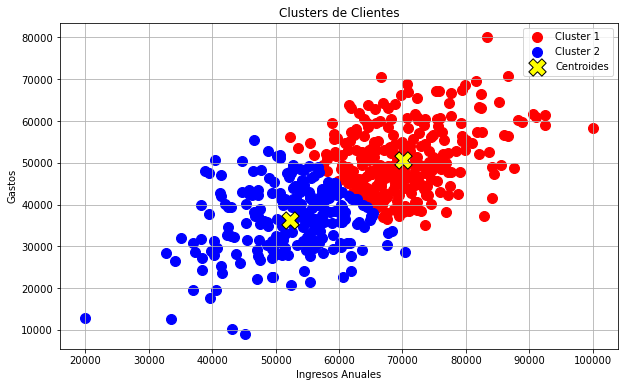 Clusters de Clientes
Cluster 1
Cluster 2
Centroides
Gastos
80000
70000
60000
50000
40000
30000
20000
10000
20000 30000 40000 50000 60000 70000 80000 90000 100000
Ingresos Anuales